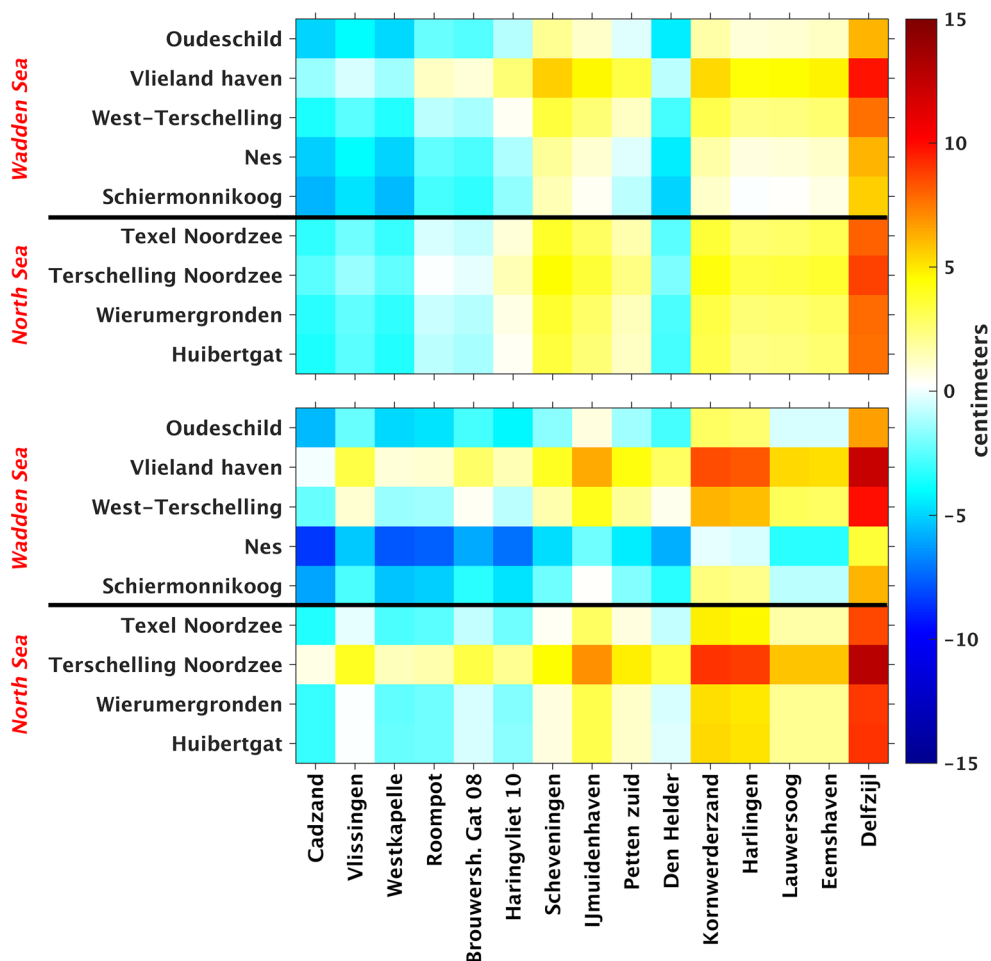 Wadden Sea
Oudeschild
Vlieland haven
West-Terschelling
Nes
Schiermonnikoog
North Sea
Texel Noordzee
Terschelling Noordzee
Wierumergronden
Huibertgat
Wadden Sea
Oudeschild
Vlieland haven
West-Terschelling
Nes
Schiermonnikoog
North Sea
Texel Noordzee
Terschelling Noordzee
Wierumergronden
Huibertgat
Cadzand
Vlissingen
Westkapelle
Roompot
Brouwersh. Gat 08
Haringvliet 10
Scheveningen
IJmuidenhaven
Petten zuid
Den Helder
Kornwerderzand
Harlingen
Lauwersoog
Eemshaven
Delfzijl
15
10
5
0
-5
-10
-15
centimeters